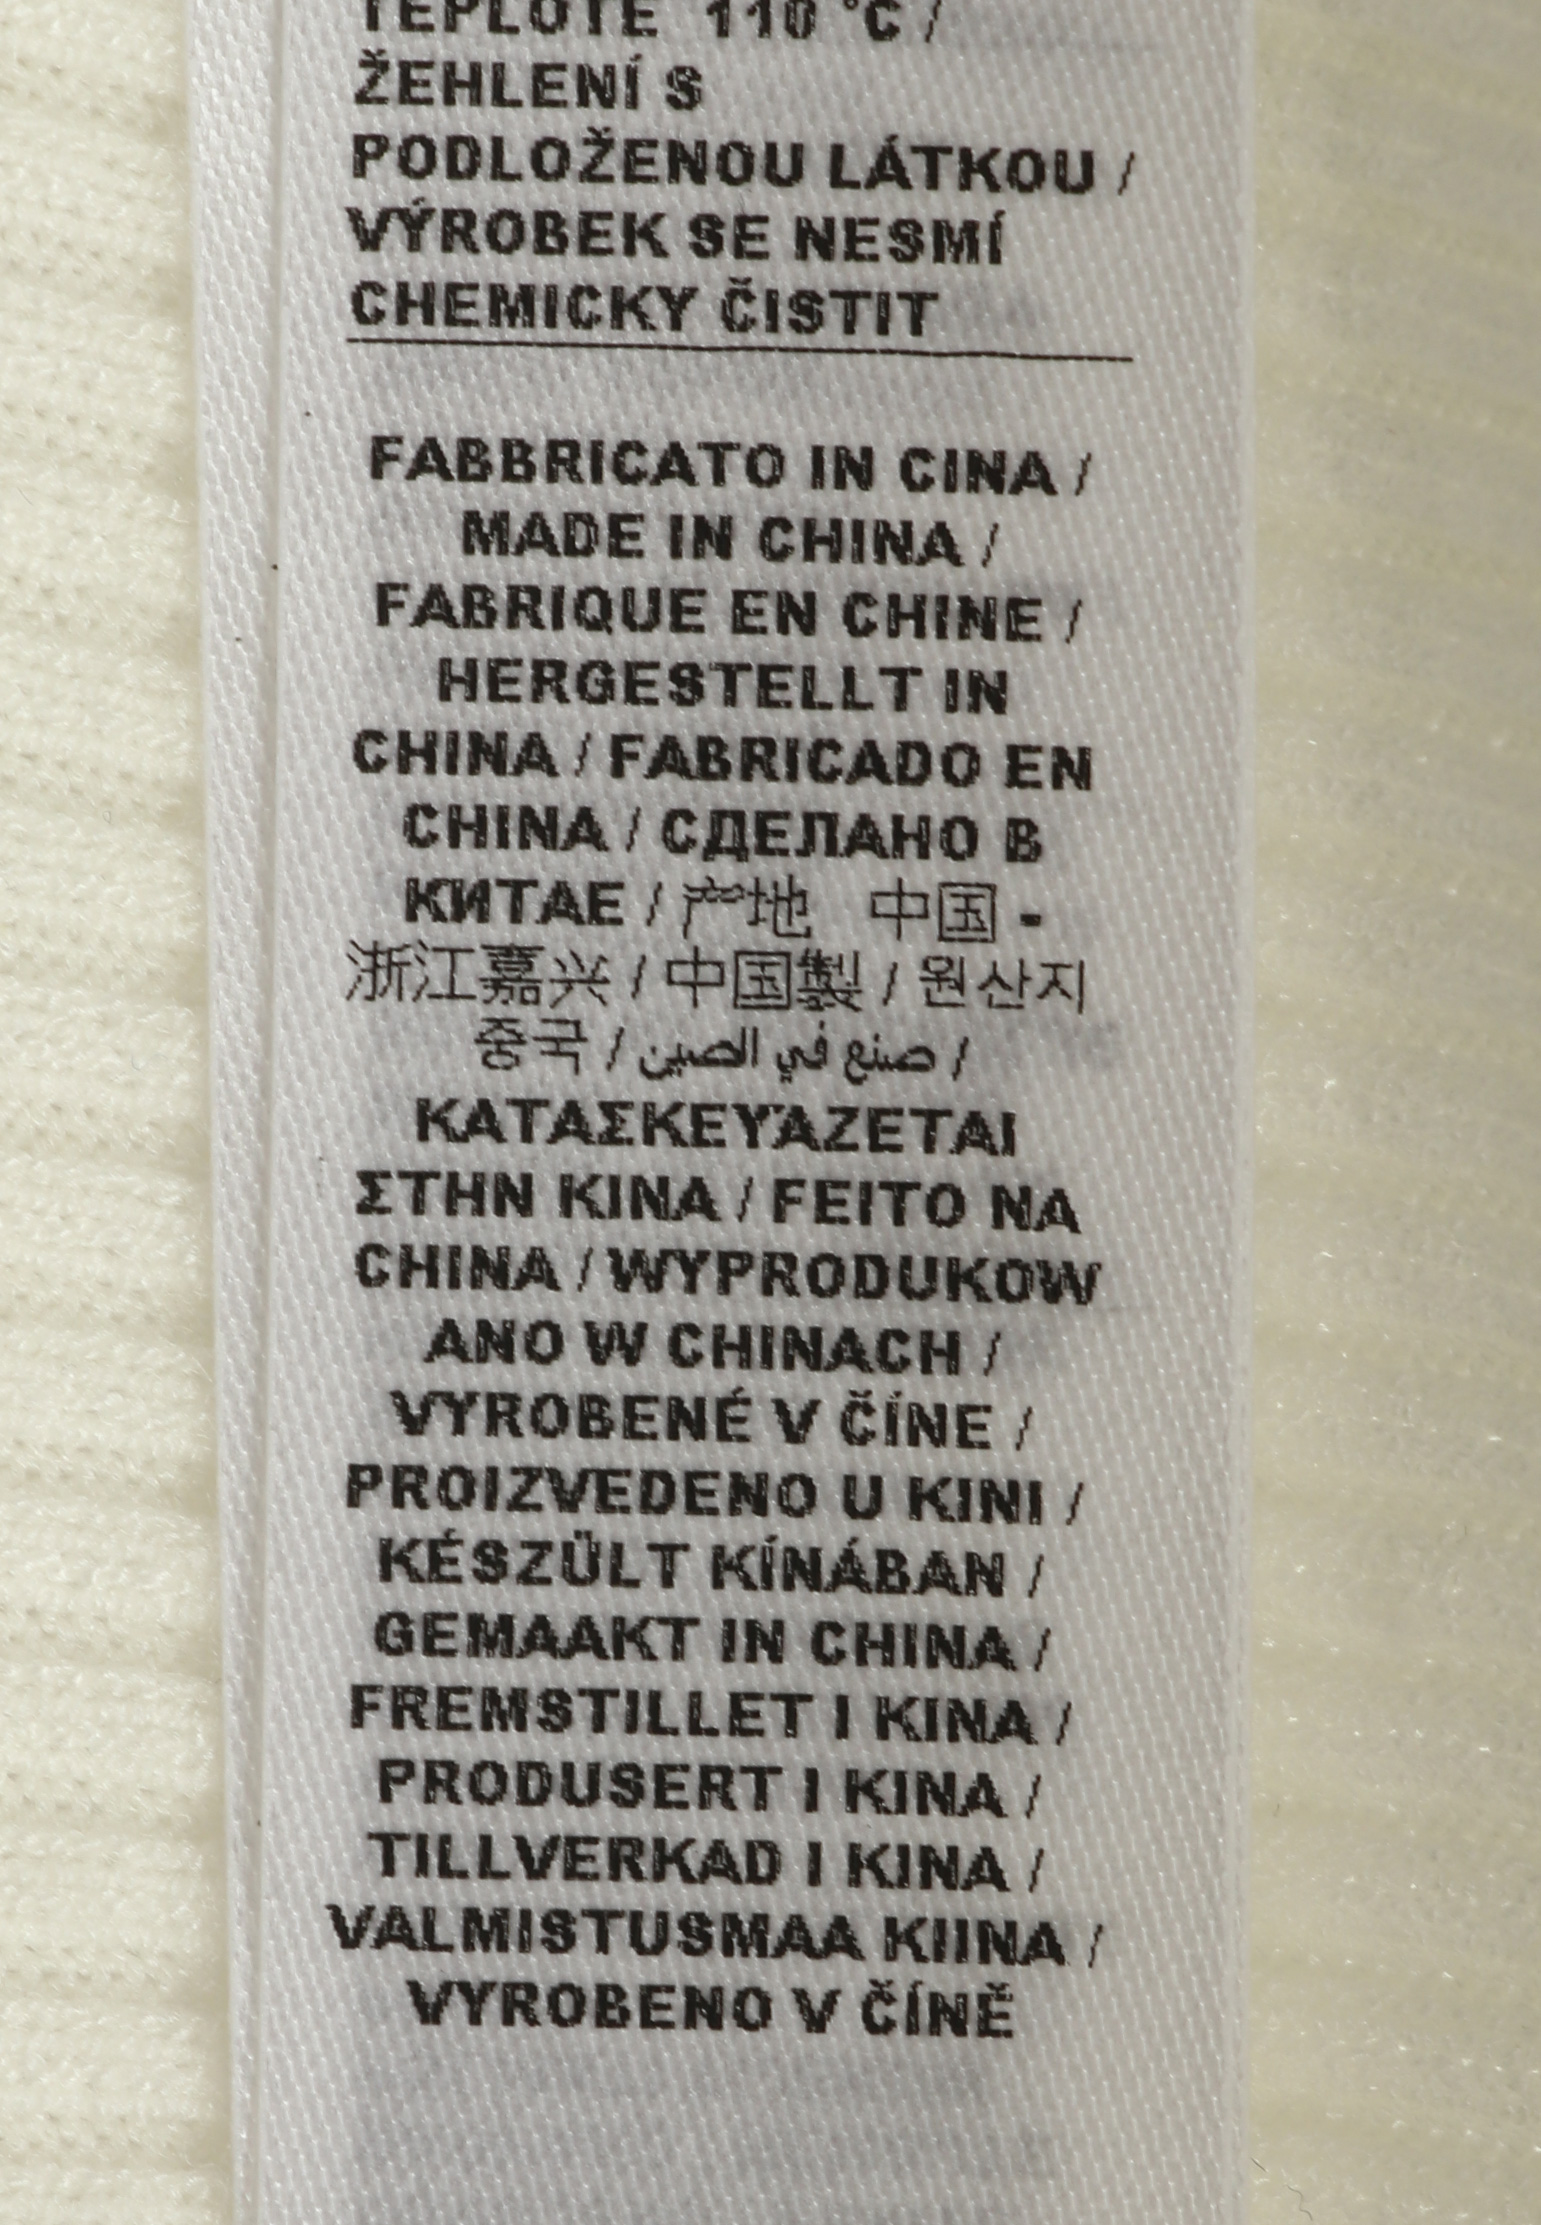 TEPLOTĚ 110 °C /
ŽEHLENÍ S
PODLOŽENOU LÁTKOU /
VÝROBEK SE NESMÍ
CHEMICKY ČISTIT
FABBRICATO IN CINA /
MADE IN CHINA /
FABRIQUE EN CHINE /
HERGESTELLT IN
CHINA / FABRICADO EN
CHINA / СДЕЛАНО В
КИТАЕ / 产地 中国 -
浙江嘉兴 / 中国製 / 원산지
중국 / صنع في الصين /
ΚΑΤΑΣΚΕΥΆΖΕΤΑΙ
ΣΤΗΝ ΚΙΝΑ / FEITO NA
CHINA / WYPRODUKOW
ANO W CHINACH /
VYROBENÉ V ČÍNE /
PROIZVEDENO U KINI /
KÉSZÜLT KÍNÁBAN /
GEMAAKT IN CHINA /
FREMSTILLET I KINA /
PRODUSERT I KINA /
TILLVERKAD I KINA /
VALMISTUSMAA KIINA /
VYROBENO V ČÍNĚ